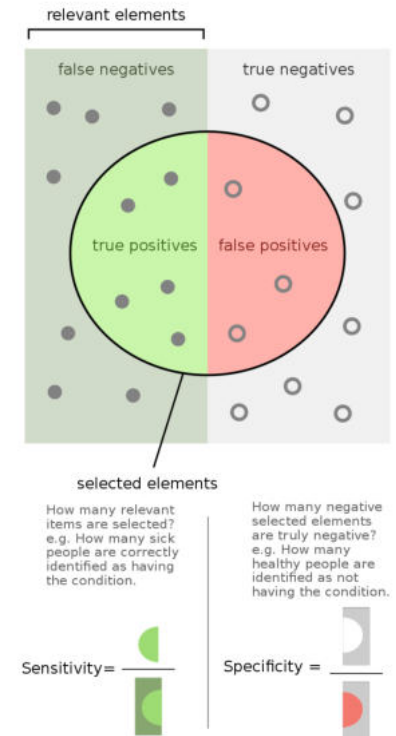 relevant elements
false negatives
true negatives
true positives
false positives
selected elements
How many relevant
items are selected?
e.g. How many sick
people are correctly
identified as having
the condition.
How many negative
selected elements
are truly negative?
e.g. How many
healthy people are
identified as not
having the condition.
Sensitivity=
Specificity =